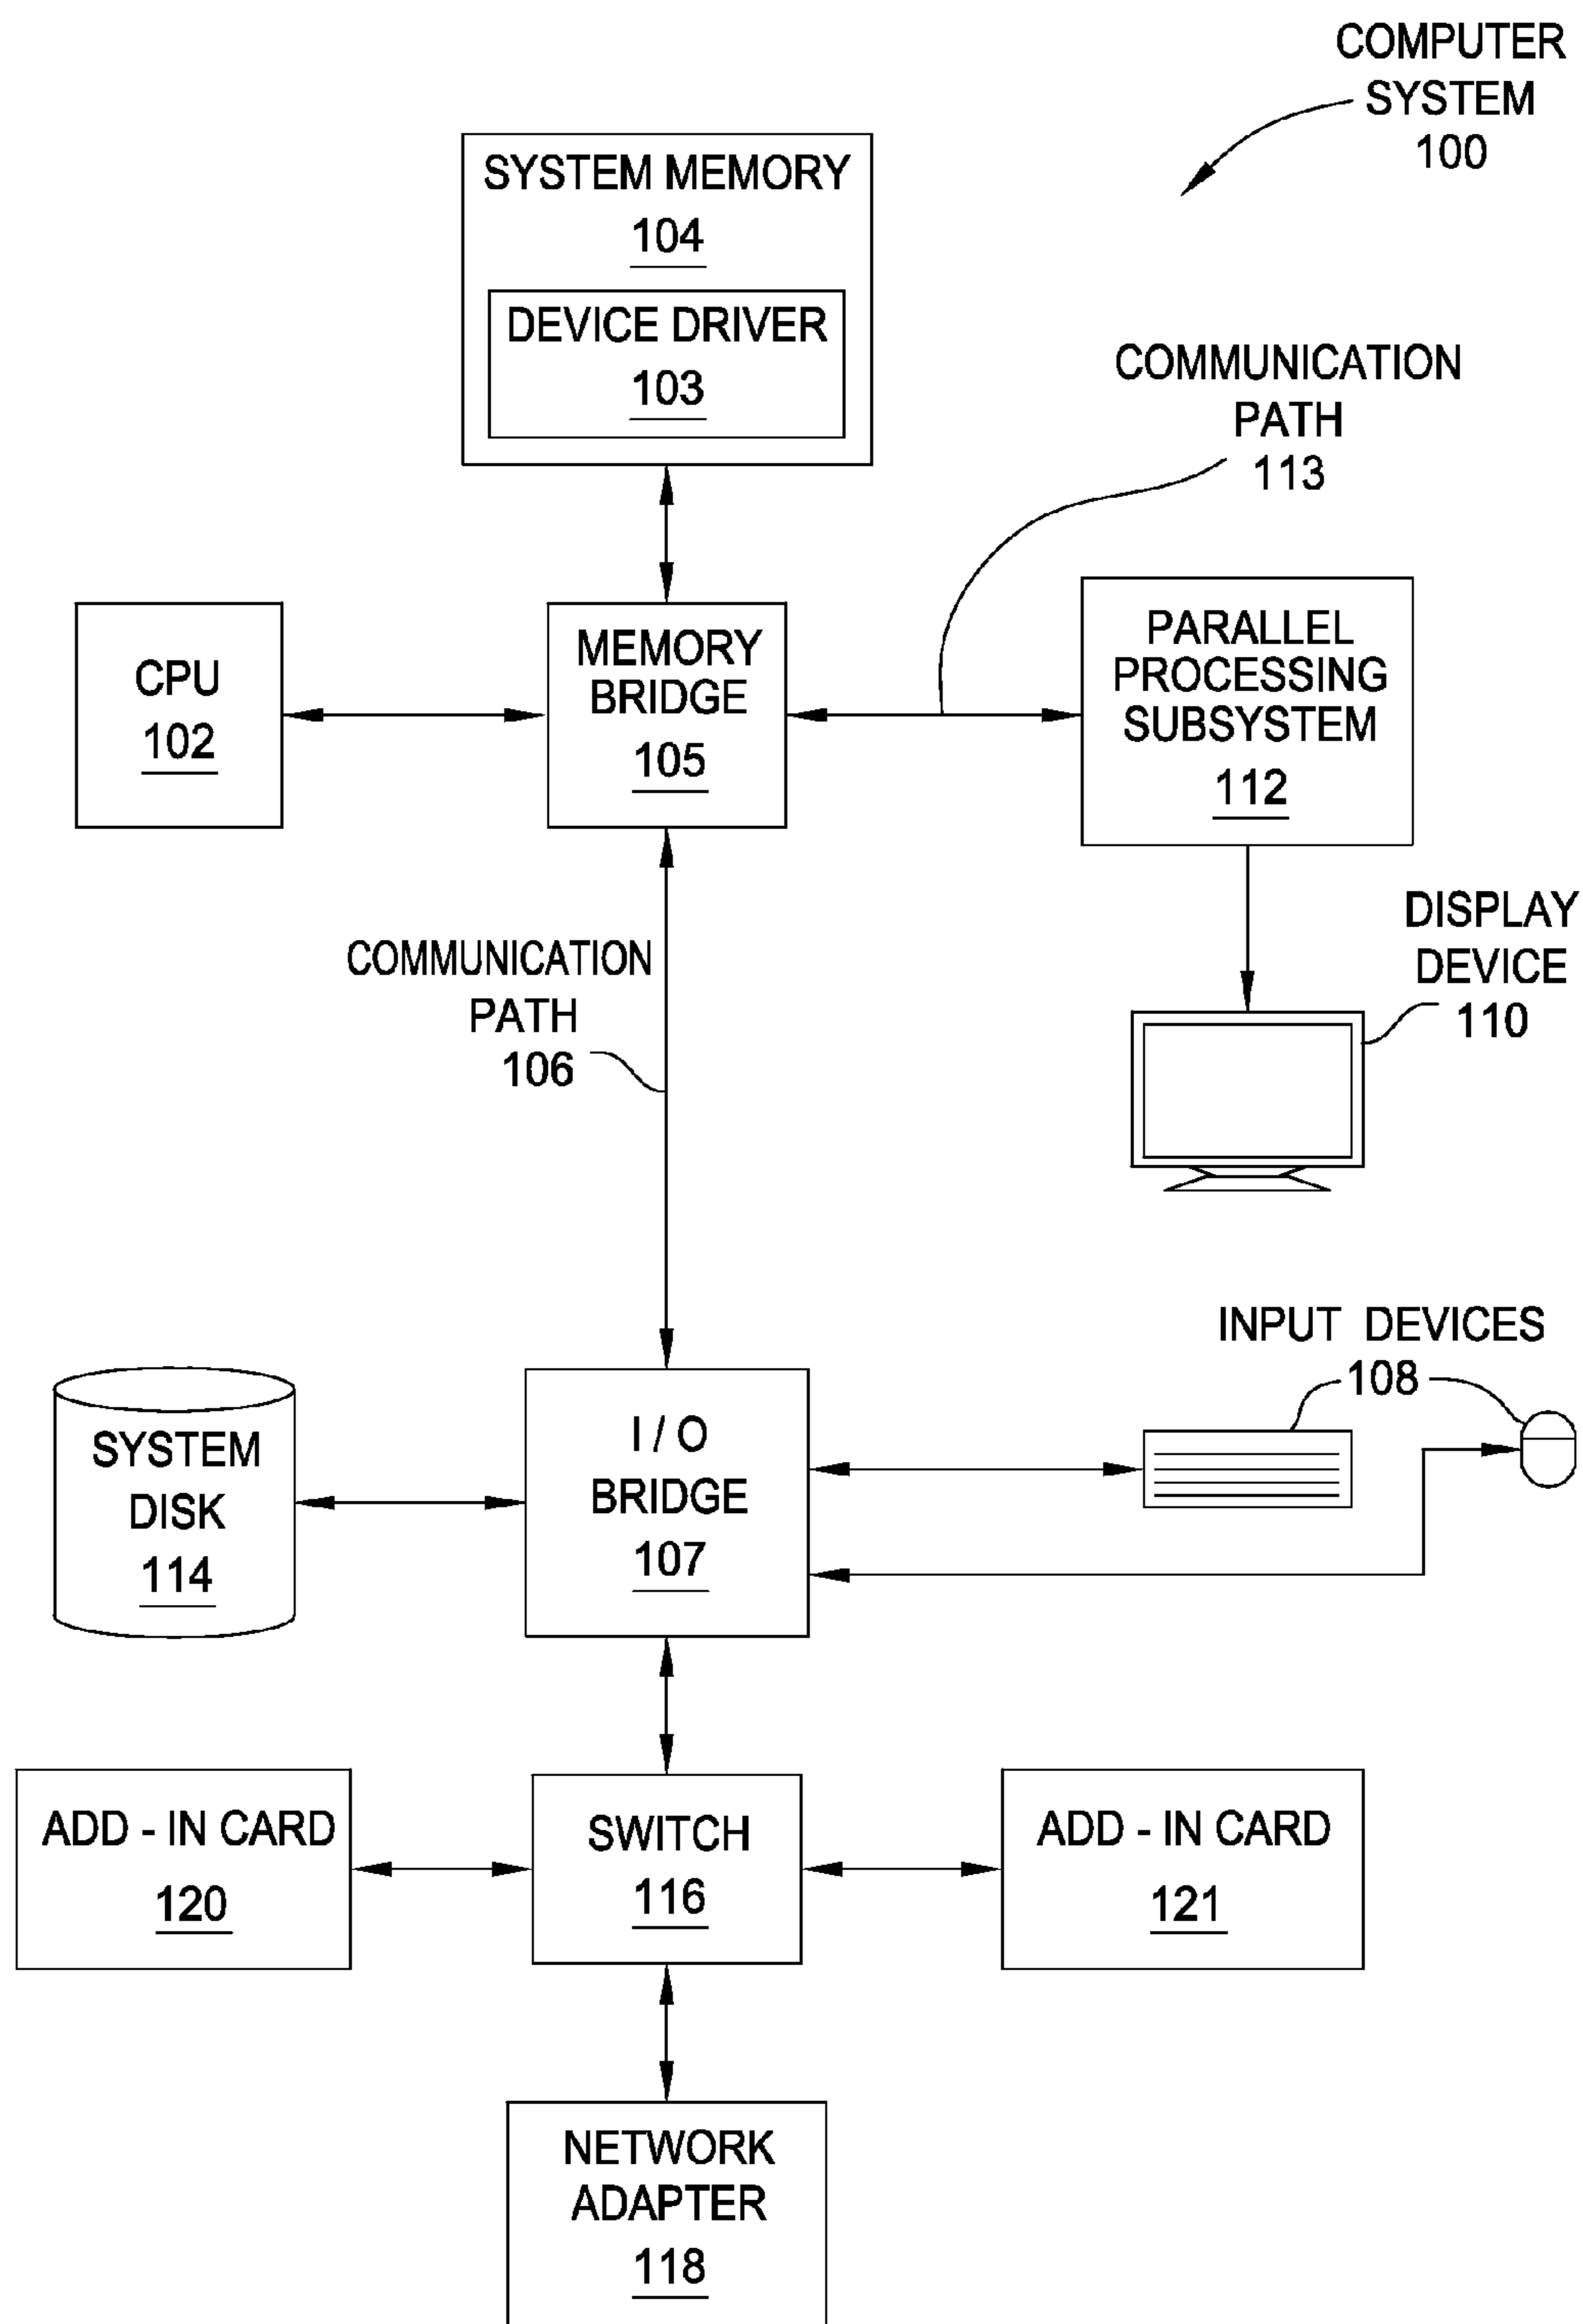 COMPUTER
SYSTEM
100
SYSTEM MEMORY
104
DEVICE DRIVER
103
COMMUNICATION
PATH
113
CPU
102
MEMORY
BRIDGE
105
PARALLEL
PROCESSING
SUBSYSTEM
112
COMMUNICATION
PATH
106
DISPLAY
DEVICE
110
INPUT DEVICES
108
SYSTEM
DISK
114
I / O
BRIDGE
107
ADD - IN CARD
120
SWITCH
116
ADD - IN CARD
121
NETWORK
ADAPTER
118